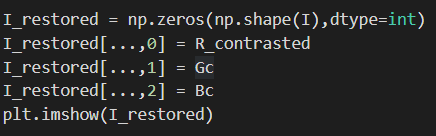 I_restored = np.zeros(np.shape(I),dtype=int)
I_restored[...,0] = R_contrasted
I_restored[...,1] = Gc
I_restored[...,2] = Bc
plt.imshow(I_restored)